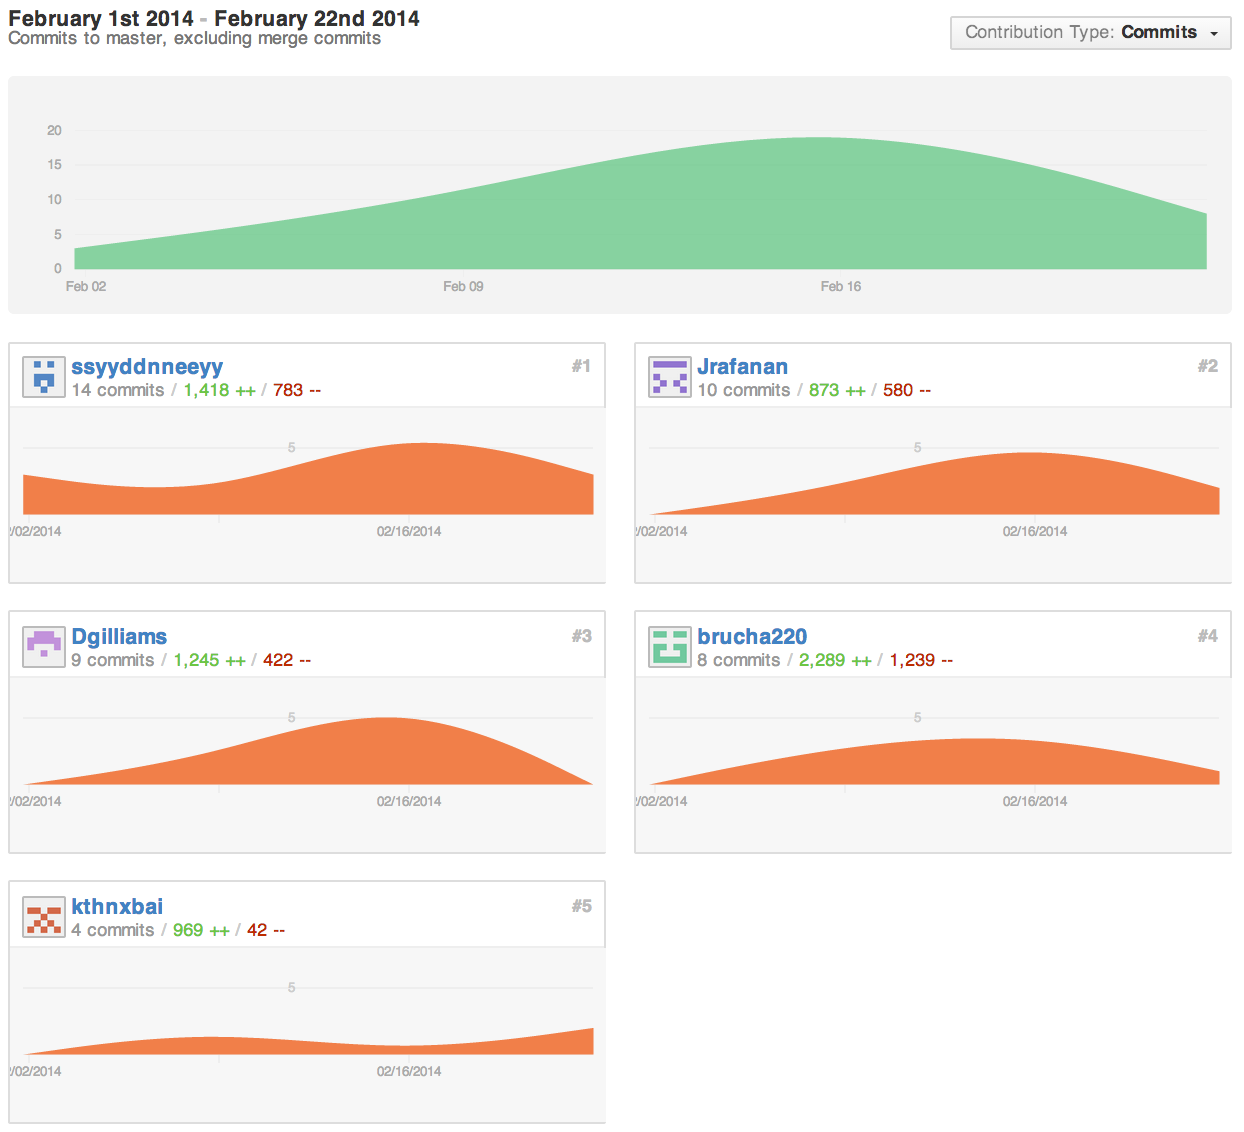 February 1st 2014 - February 22nd 2014
Commits to master, excluding merge commits
Contribution Type: Commits
20
15
10
5
0
Feb 02
Feb 09
Feb 16
ssyyddnneeyy
#1
14 commits / 1,418 ++ / 783 --
5
/02/2014
02/16/2014
Jrafanan
#2
10 commits / 873 ++ / 580 --
5
/02/2014
02/16/2014
Dgilliams
#3
9 commits / 1,245 ++ / 422 --
5
/02/2014
02/16/2014
brucha220
#4
8 commits / 2,289 ++ / 1,239 --
5
/02/2014
02/16/2014
kthnxbai
#5
4 commits / 969 ++ / 42 --
5
/02/2014
02/16/2014